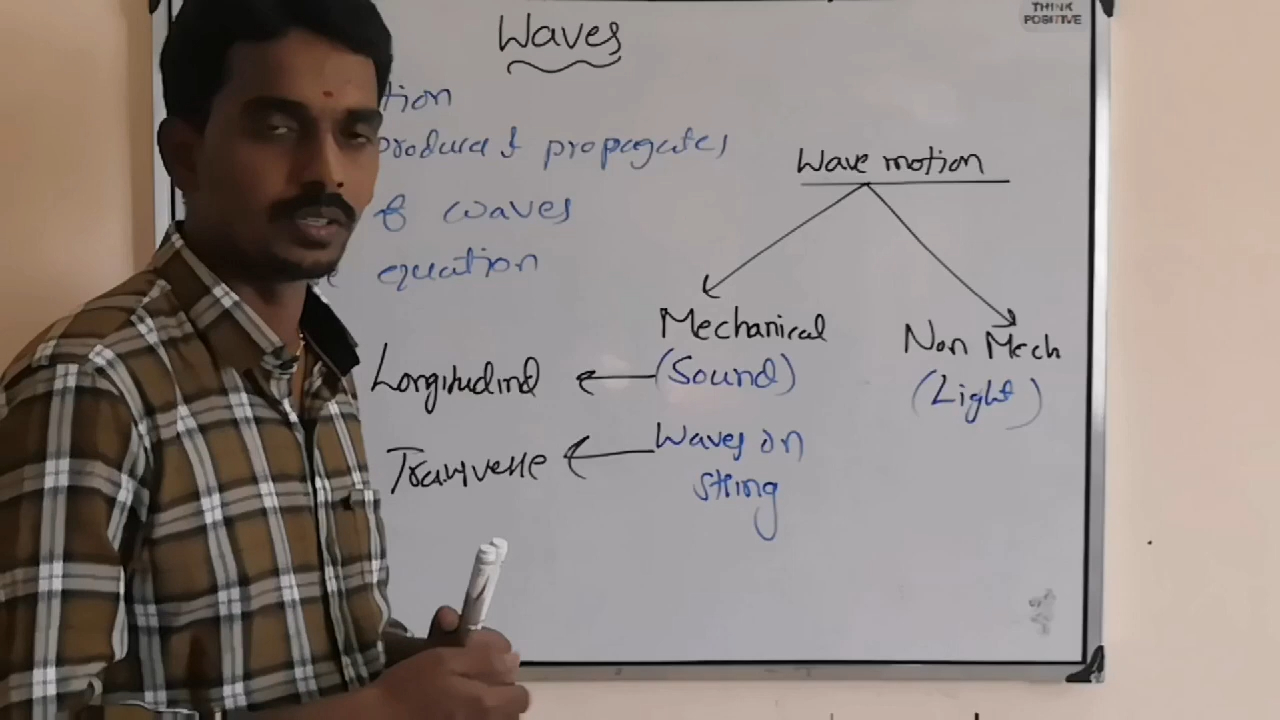 THINK
POSITIVE
Waves
tion
produce & propagates
of waves
equation
Wave motion
Mechanical
(Sound)
Non Mech
(Light)
Longitudinal
Waves on
string
Transverse